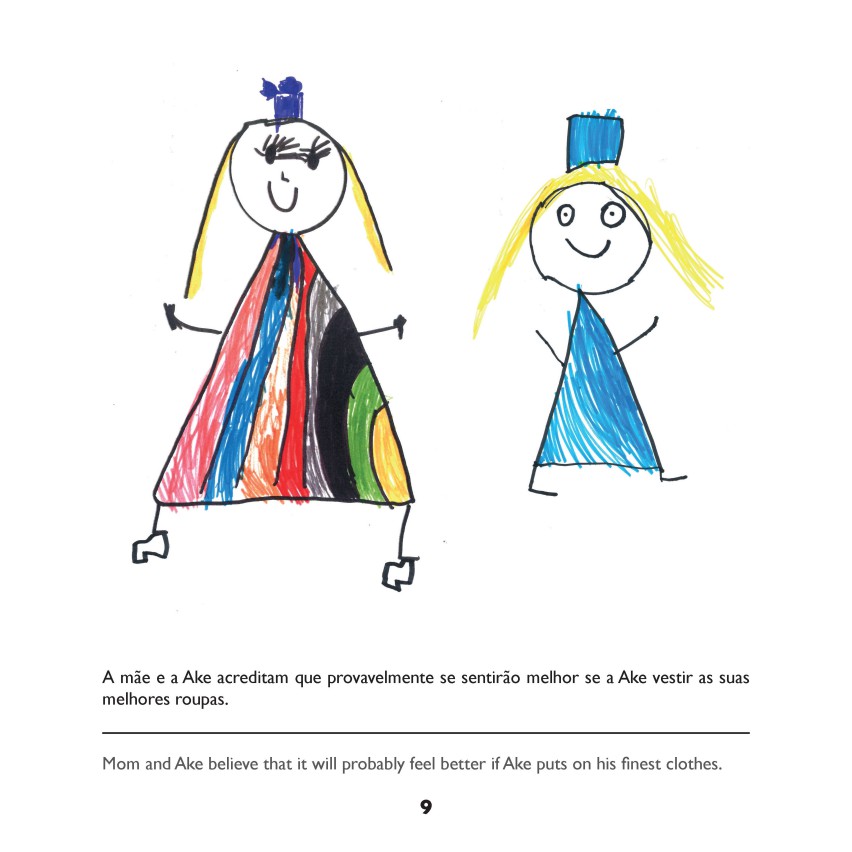 A mãe e a Ake acreditam que provavelmente se sentirão melhor se a Ake vestir as suas
melhores roupas.
Mom and Ake believe that it will probably feel better if Ake puts on his finest clothes.
9